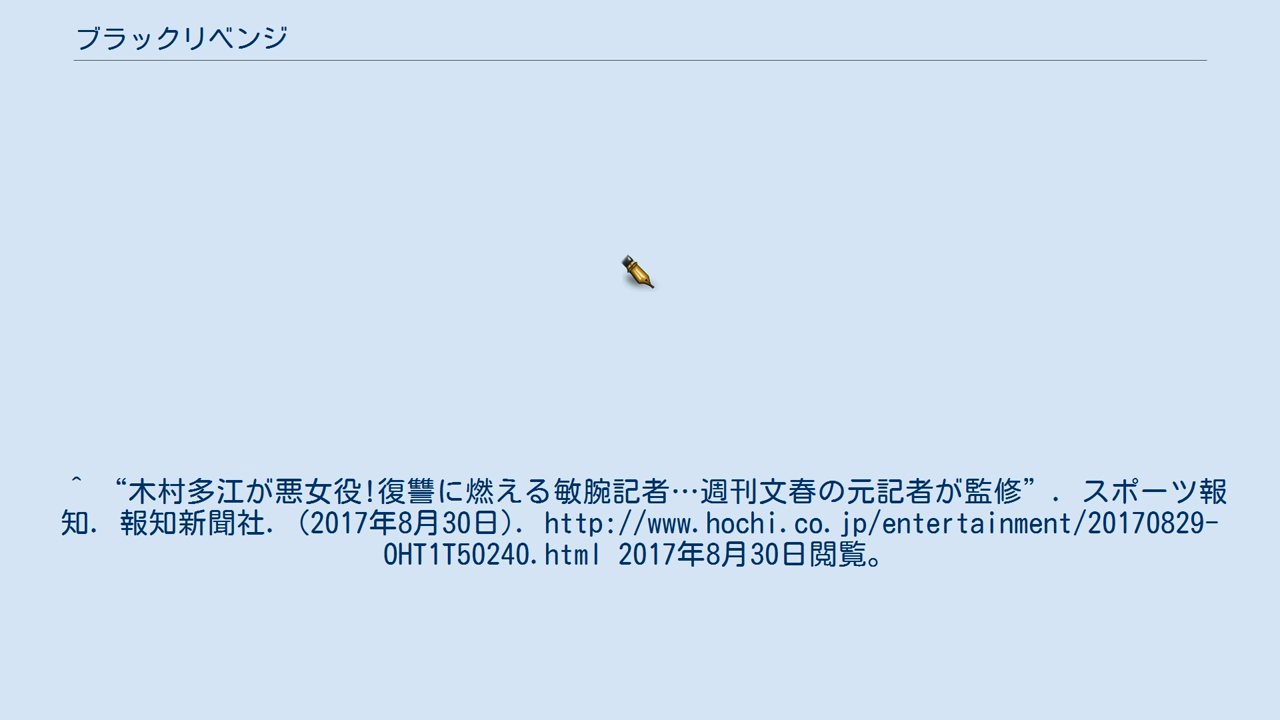 ブラックリベンジ
^ “木村多江が悪女役!復讐に燃える敏腕記者…週刊文春の元記者が監修”. スポーツ報
知. 報知新聞社. (2017年8月30日). http://www.hochi.co.jp/entertainment/20170829-
OHT1T50240.html 2017年8月30日閲覧。